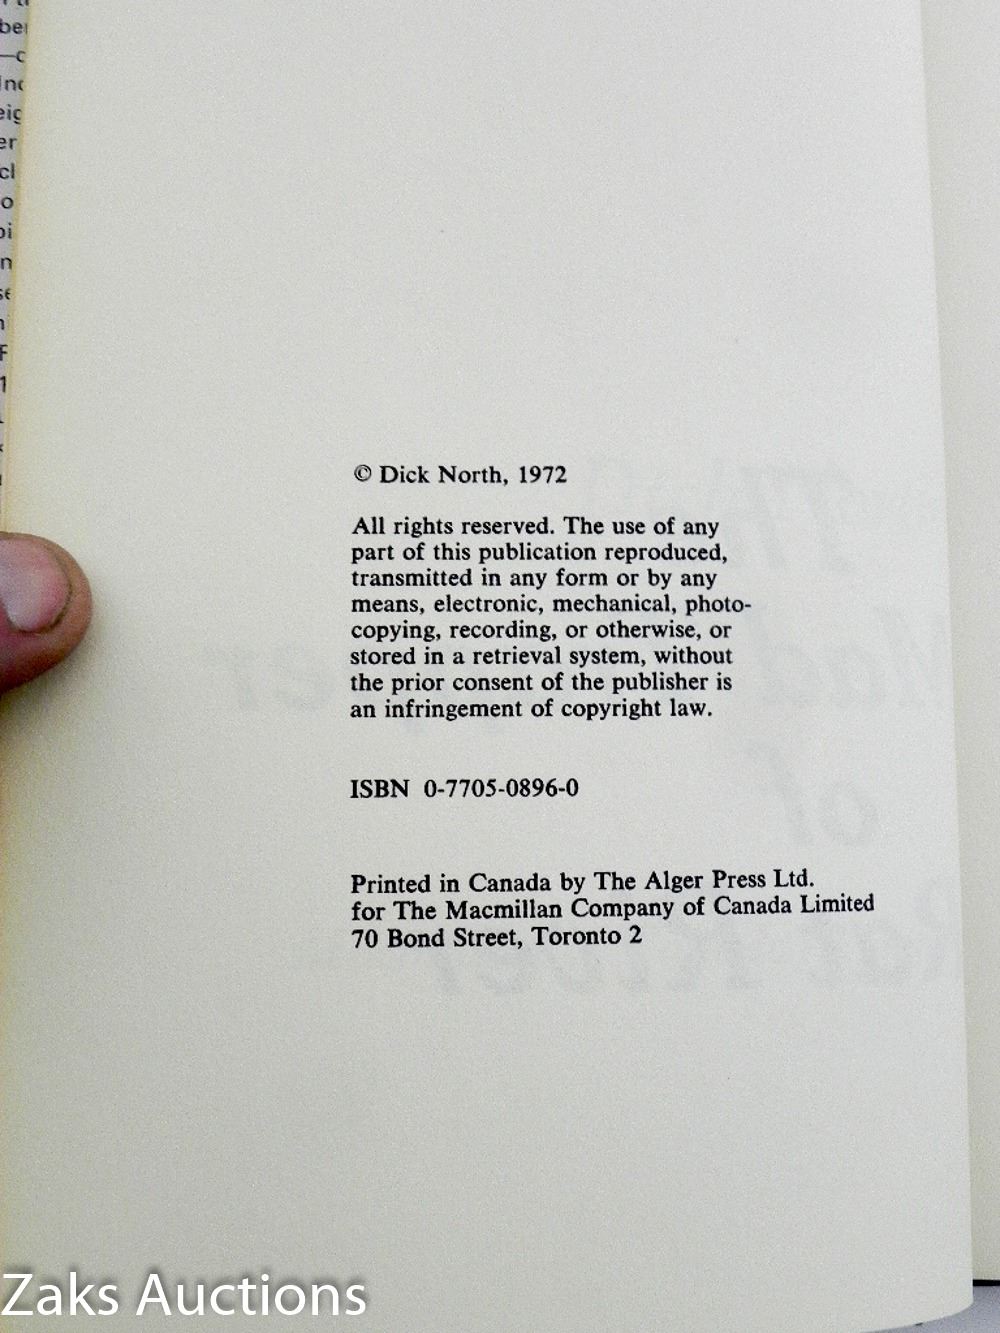 © Dick North, 1972
All rights reserved. The use of any
part of this publication reproduced,
transmitted in any form or by any
means, electronic, mechanical, photo-
copying, recording, or otherwise, or
stored in a retrieval system, without
the prior consent of the publisher is
an infringement of copyright law.
ISBN 0-7705-0896-0
Printed in Canada by The Alger Press Ltd.
for The Macmillan Company of Canada Limited
70 Bond Street, Toronto 2
Zaks Auctions